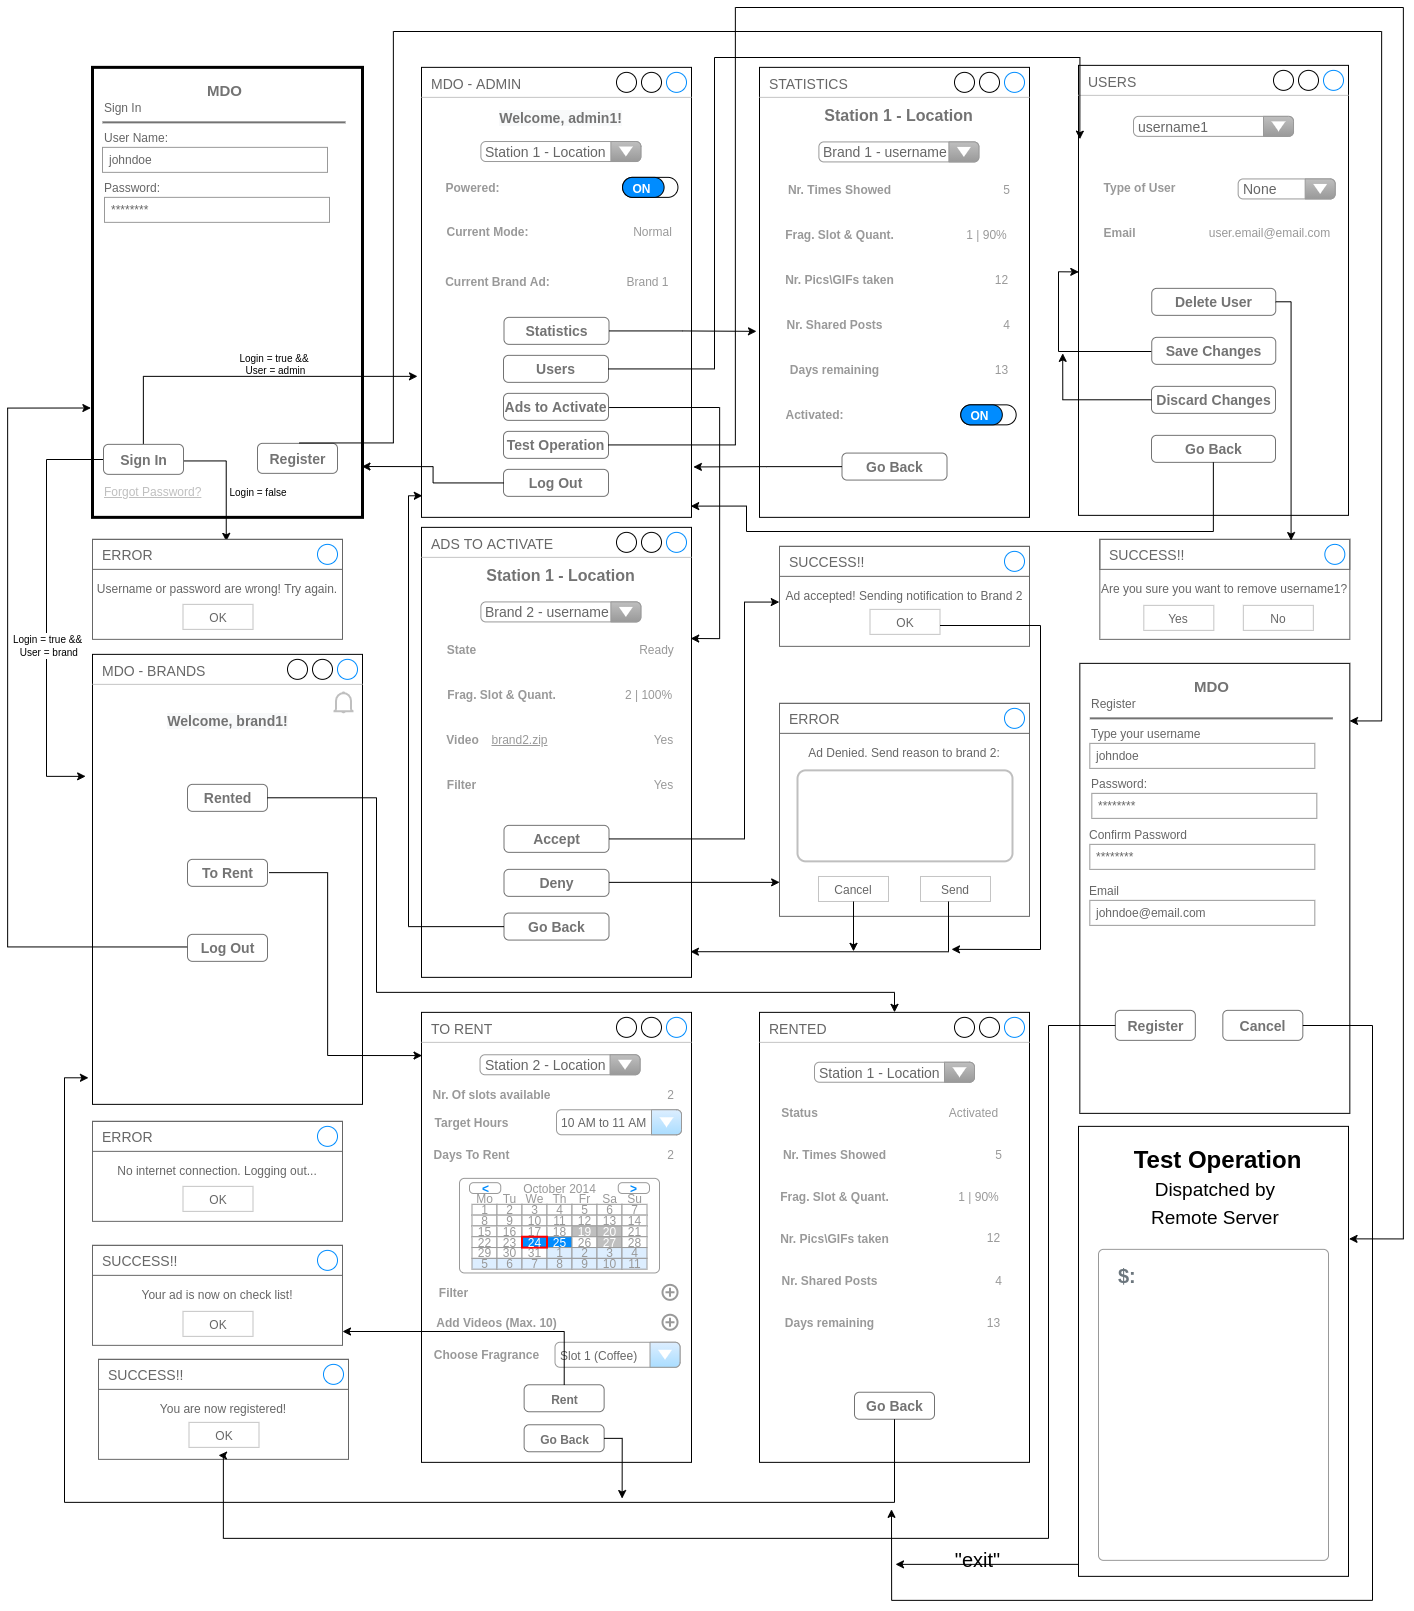 MDO
Sign In
User Name:
johndoe
Password:
********
Login = true &&
User = admin
Sign In
Register
Forgot Password?
Login = false
MDO - ADMIN
Welcome, admin1!
Station 1 - Location
Powered:
ON
Current Mode:
Normal
Current Brand Ad:
Brand 1
Statistics
Users
Ads to Activate
Test Operation
Log Out
STATISTICS
Station 1 - Location
Brand 1 - username
Nr. Times Showed
5
Frag. Slot & Quant.
1 | 90%
Nr. Pics\GIFs taken
12
Nr. Shared Posts
4
Days remaining
13
Activated:
ON
Go Back
USERS
username1
Type of User
None
Email
user.email@email.com
Delete User
Save Changes
Discard Changes
Go Back
ERROR
Username or password are wrong! Try again.
OK
Login = true &&
User = brand
MDO - BRANDS
Welcome, brand1!
Rented
To Rent
Log Out
ADS TO ACTIVATE
Station 1 - Location
Brand 2 - username
State
Ready
Frag. Slot & Quant.
2 | 100%
Video
brand2.zip
Yes
Filter
Yes
Accept
Deny
Go Back
SUCCESS!!
Ad accepted! Sending notification to Brand 2
OK
ERROR
Ad Denied. Send reason to brand 2:
Cancel
Send
SUCCESS!!
Are you sure you want to remove username1?
Yes
No
MDO
Register
Type your username
johndoe
Password:
********
Confirm Password
********
Email
johndoe@email.com
Register
Cancel
ERROR
No internet connection. Logging out...
OK
SUCCESS!!
Your ad is now on check list!
OK
SUCCESS!!
You are now registered!
OK
TO RENT
Station 2 - Location
Nr. Of slots available
2
Target Hours
10 AM to 11 AM
Days To Rent
2
< October 2014 >
Mo Tu We Th Fr Sa Su
1 2 3 4 5 6 7
8 9 10 11 12 13 14
15 16 17 18 19 20 21
22 23 24 25 26 27 28
29 30 31 1 2 3 4
5 6 7 8 9 10 11
Filter
Add Videos (Max. 10)
Choose Fragrance
Slot 1 (Coffee)
Rent
Go Back
RENTED
Station 1 - Location
Status
Activated
Nr. Times Showed
5
Frag. Slot & Quant.
1 | 90%
Nr. Pics\GIFs taken
12
Nr. Shared Posts
4
Days remaining
13
Go Back
Test Operation
Dispatched by
Remote Server
$:
"exit"